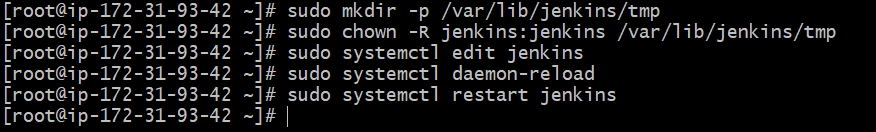 [root@ip-172-31-93-42 ~]# sudo mkdir -p /var/lib/jenkins/tmp
[root@ip-172-31-93-42 ~]# sudo chown -R jenkins:jenkins /var/lib/jenkins/tmp
[root@ip-172-31-93-42 ~]# sudo systemctl edit jenkins
[root@ip-172-31-93-42 ~]# sudo systemctl daemon-reload
[root@ip-172-31-93-42 ~]# sudo systemctl restart jenkins
[root@ip-172-31-93-42 ~]#